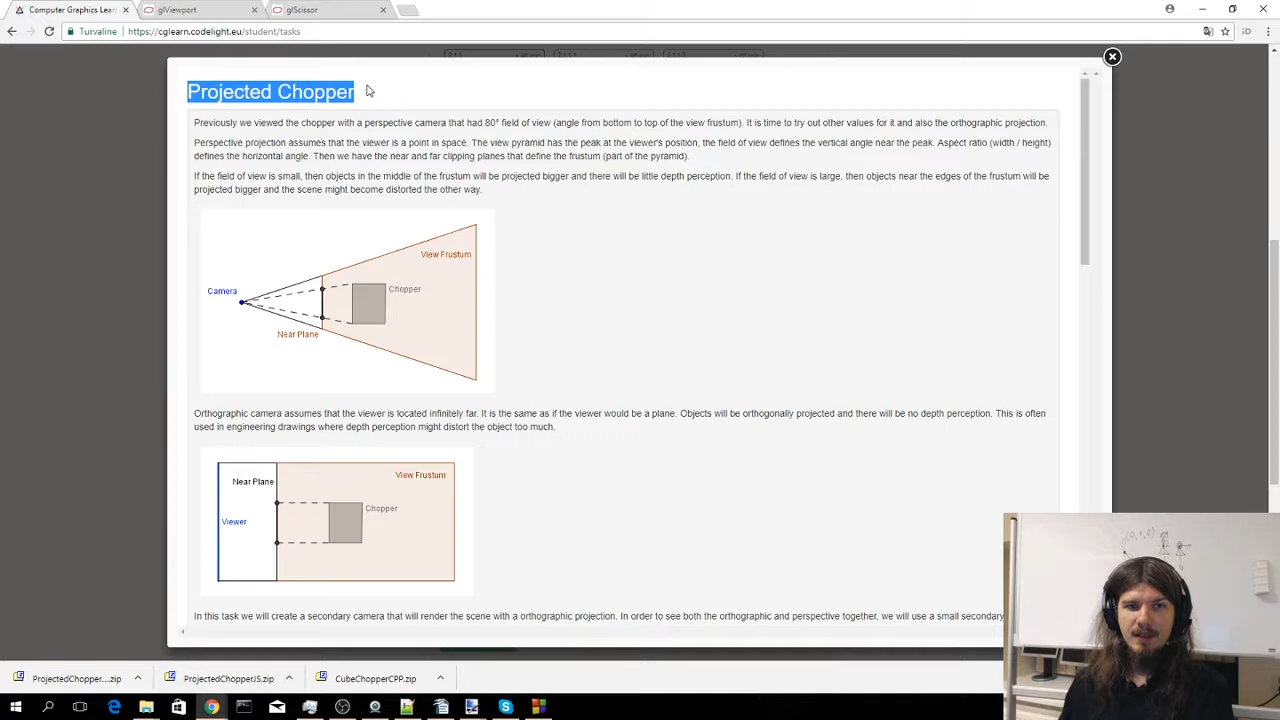 Computer Graphics Lea
glViewport
glScissor
Turvaline
https://cglearn.codelight.eu/student/tasks
Projected Chopper
Previously we viewed the chopper with a perspective camera that had 80° field of view (angle from bottom to top of the view frustum). It is time to try out other values for it and also the orthographic projection.
Perspective projection assumes that the viewer is a point in space. The view pyramid has the peak at the viewer's position, the field of view defines the vertical angle near the peak. Aspect ratio (width / height)
defines the horizontal angle. Then we have the near and far clipping planes that define the frustum (part of the pyramid).
If the field of view is small, then objects in the middle of the frustum will be projected bigger and there will be little depth perception. If the field of view is large, then objects near the edges of the frustum will be
projected bigger and the scene might become distorted the other way.
View Frustum
Camera
Chopper
Near Plane
Orthographic camera assumes that the viewer is located infinitely far. It is the same as if the viewer would be a plane. Objects will be orthogonally projected and there will be no depth perception. This is often
used in engineering drawings where depth perception might distort the object too much.
View Frustum
Near Plane
Chopper
Viewer
In this task we will create a secondary camera that will render the scene with a orthographic projection. In order to see both the orthographic and perspective together, we will use a small secondary
ProjectedChopper....zip
ProjectedChopperJS.zip
CubeChopperCPP.zip